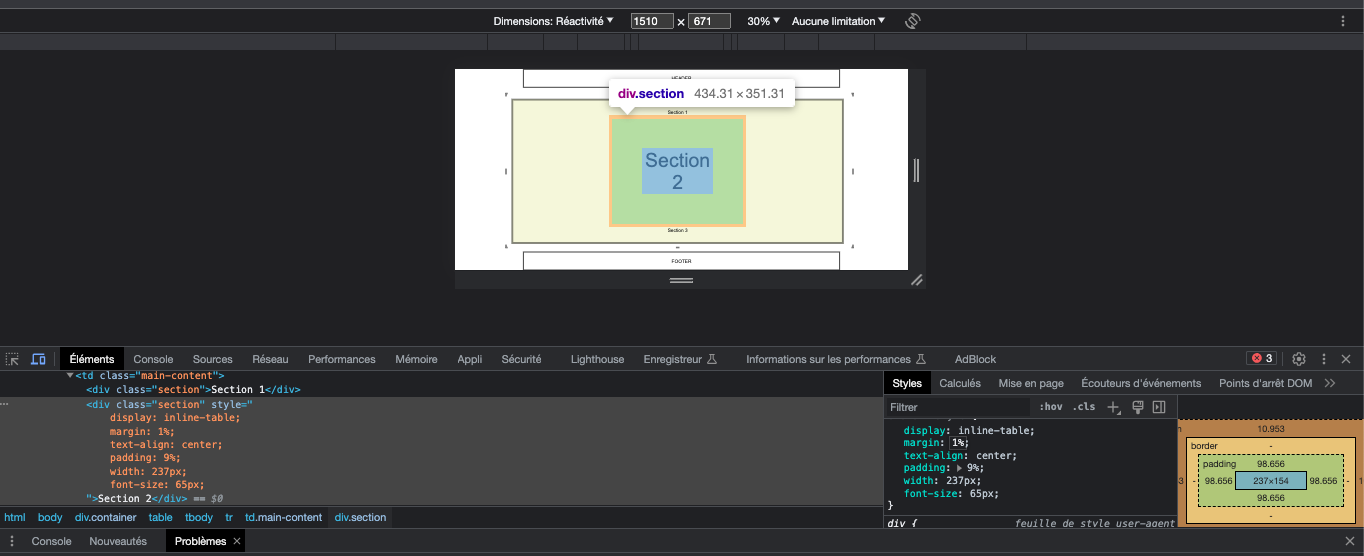 Dimensions: Réactivité ▼ 1510 × 671 30% ▼ Aucune limitation ▼
HEADER
div.section 434.31 × 351.31
Section 1
Section
2
Section 3
FOOTER
Éléments Console Sources Réseau Performances Mémoire Appli Sécurité Lighthouse Enregistreur Informations sur les performances AdBlock 3
▼<td class="main-content">
<div class="section">Section 1</div>
<div class="section" style="
display: inline-table;
margin: 1%;
text-align: center;
padding: 9%;
width: 237px;
font-size: 65px;
">Section 2</div> == $0
html body div.container table tbody tr td.main-content div.section
Styles Calculés Mise en page Écouteurs d'événements Points d'arrêt DOM
Filtrer :hov .cls
display: inline-table;
margin: 1%;
text-align: center;
padding: ▶ 9%;
width: 237px;
font-size: 65px;
}
div { feuille de style user-agent
10.953
border -
padding 98.656
3 - 98.656 237×154 98.656 - 1
98.656
-
Console Nouveautés Problèmes ×